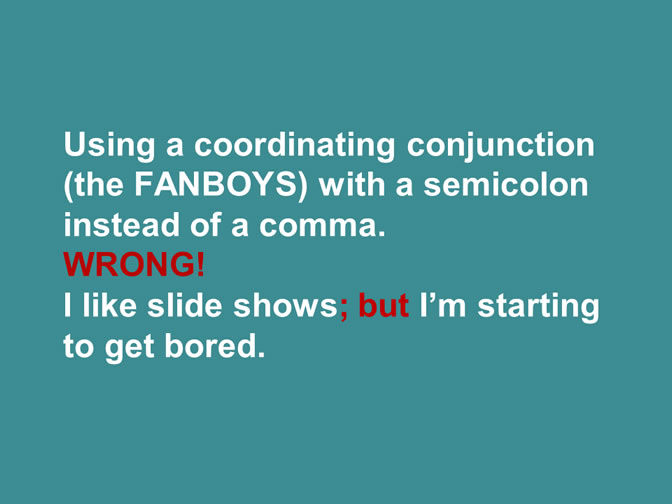 Using a coordinating conjunction
(the FANBOYS) with a semicolon
instead of a comma.
WRONG!
I like slide shows; but I’m starting
to get bored.